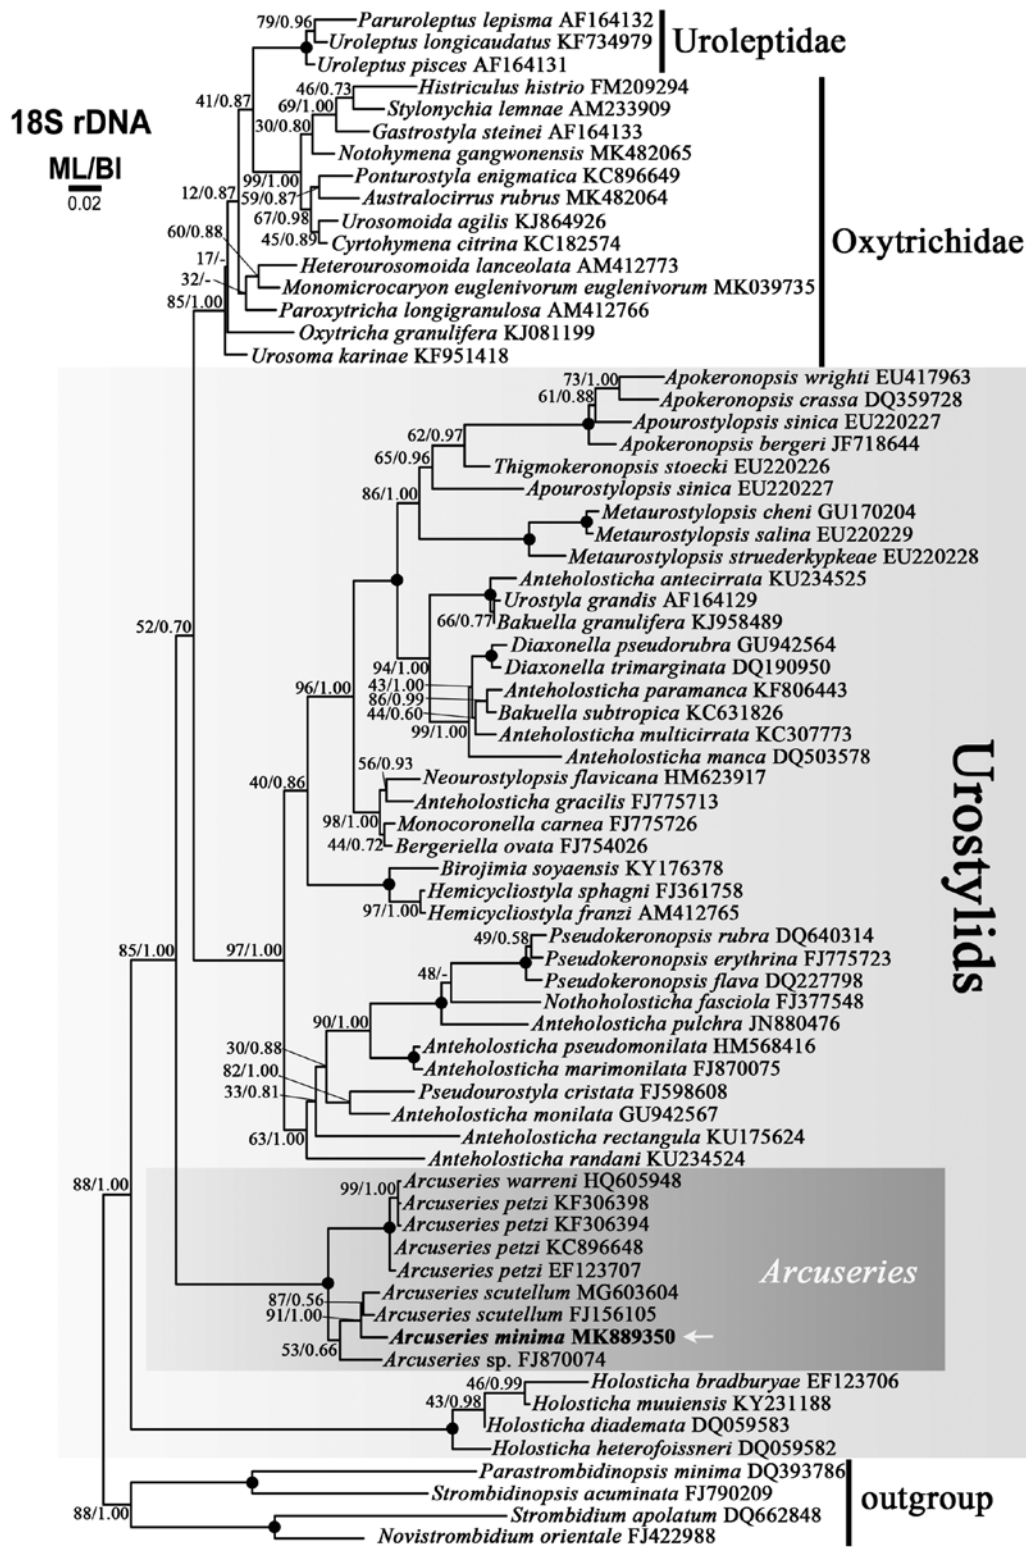 79/0.96
Paruroleptus lepisma AF164132
Uroleptus longicaudatus KF734979
Uroleptus pisces AF164131
Uroleptidae
46/0.73
Histriculus histrio FM209294
41/0.87
69/1.00
Stylonychia lemnae AM233909
18S rDNA
30/0.80
Gastrostyla steinei AF164133
ML/BI
Notohymena gangwonensis MK482065
0.02
99/1.00
Ponturostyla enigmatica KC896649
12/0.87
59/0.87
Australocirrus rubrus MK482064
67/0.98
Urosomoida agilis KJ864926
60/0.88
45/0.89
Cyrtohymena citrina KC182574
Oxytrichidae
17/-
Heterourosomoida lanceolata AM412773
32/-
Monomicrocaryon euglenivorum euglenivorum MK039735
85/1.00
Paroxytricha longigranulosa AM412766
Oxytricha granulifera KJ081199
Urosoma karinae KF951418
73/1.00
Apokeronopsis wrighti EU417963
61/0.88
Apokeronopsis crassa DQ359728
Apourostylopsis sinica EU220227
62/0.97
Apokeronopsis bergeri JF718644
65/0.96
Thigmokeronopsis stoecki EU220226
86/1.00
Apourostylopsis sinica EU220227
Metaurostylopsis cheni GU170204
Metaurostylopsis salina EU220229
Metaurostylopsis struederkypkeae EU220228
Anteholosticha antecirrata KU234525
Urostyla grandis AF164129
66/0.77
Bakuella granulifera KJ958489
52/0.70
Diaxonella pseudorubra GU942564
94/1.00
Diaxonella trimarginata DQ190950
96/1.00
43/1.00
Anteholosticha paramanca KF806443
86/0.99
Bakuella subtropica KC631826
44/0.60
99/1.00
Anteholosticha multicirrata KC307773
Anteholosticha manca DQ503578
56/0.93
Neourostylopsis flavicana HM623917
40/0.86
Anteholosticha gracilis FJ775713
98/1.00
Monocoronella carnea FJ775726
44/0.72
Bergeriella ovata FJ754026
Birojimia soyaensis KY176378
Hemicycliostyla sphagni FJ361758
97/1.00
Hemicycliostyla franzi AM412765
Urostylids
49/0.58
Pseudokeronopsis rubra DQ640314
85/1.00
97/1.00
Pseudokeronopsis erythrina FJ775723
48/-
Pseudokeronopsis flava DQ227798
Nothoholosticha fasciola FJ377548
90/1.00
Anteholosticha pulchra JN880476
30/0.88
Anteholosticha pseudomonilata HM568416
82/1.00
Anteholosticha marimonilata FJ870075
33/0.81
Pseudourostyla cristata FJ598608
Anteholosticha monilata GU942567
63/1.00
Anteholosticha rectangula KU175624
Anteholosticha randani KU234524
88/1.00
99/1.00
Arcuseries warreni HQ605948
Arcuseries petzi KF306398
Arcuseries petzi KF306394
Arcuseries petzi KC896648
Arcuseries petzi EF123707
Arcuseries
87/0.56
Arcuseries scutellum MG603604
91/1.00
Arcuseries scutellum FJ156105
Arcuseries minima MK889350
53/0.66
Arcuseries sp. FJ870074
46/0.99
Holosticha bradburyae EF123706
43/0.98
Holosticha muuiensis KY231188
Holosticha diademata DQ059583
Holosticha heterofoissneri DQ059582
Parastrombidinopsis minima DQ393786
Strombidinopsis acuminata FJ790209
outgroup
88/1.00
Strombidium apolatum DQ662848
Novistrombidium orientale FJ422988